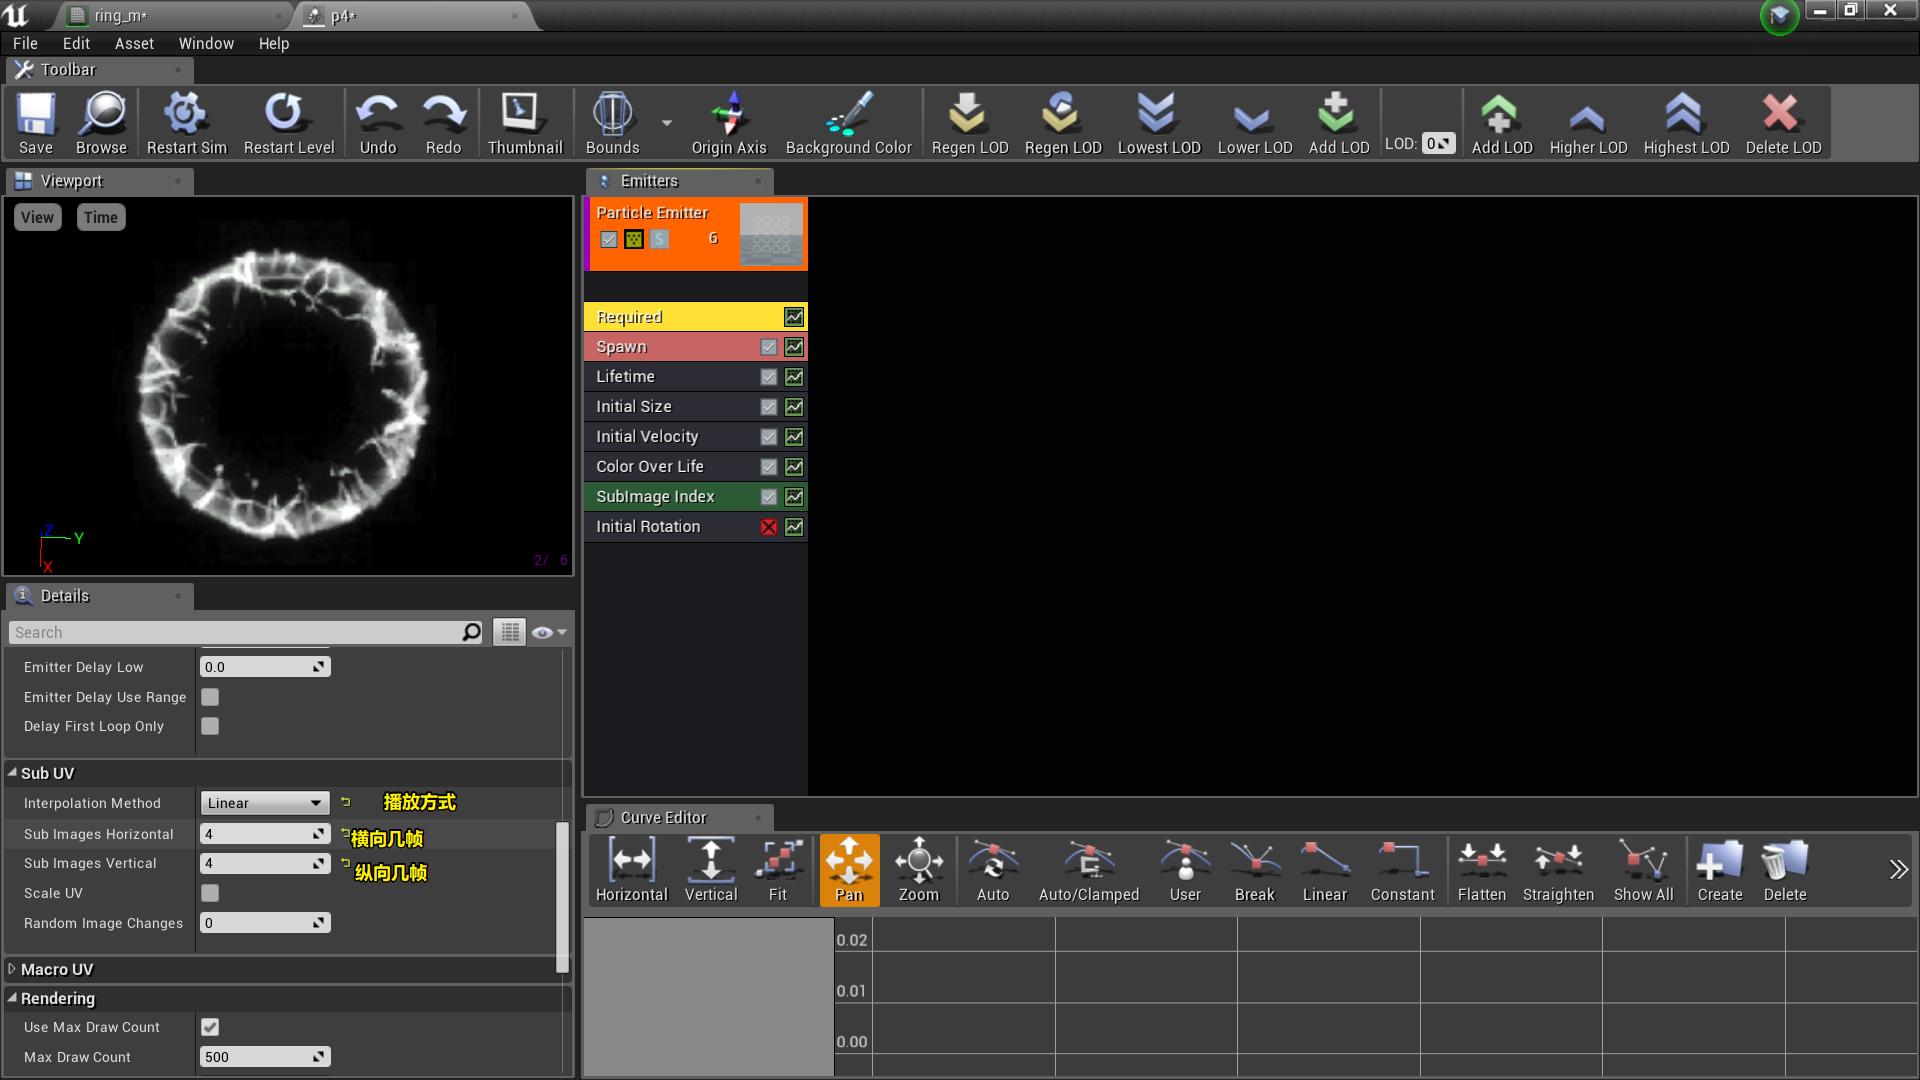 ring_m*
p4*
File Edit Asset Window Help
Toolbar
Save Browse Restart Sim Restart Level Undo Redo Thumbnail Bounds Origin Axis Background Color Regen LOD Regen LOD Lowest LOD Lower LOD Add LOD LOD: 0 Add LOD Higher LOD Highest LOD Delete LOD
Viewport
View Time
Z
Y
X
2/ 6
Emitters
Particle Emitter
S 6
Required
Spawn
Lifetime
Initial Size
Initial Velocity
Color Over Life
SubImage Index
Initial Rotation
Details
Search
Emitter Delay Low 0.0
Emitter Delay Use Range
Delay First Loop Only
Sub UV
Interpolation Method Linear 播放方式
Sub Images Horizontal 4 横向几帧
Sub Images Vertical 4 纵向几帧
Scale UV
Random Image Changes 0
Macro UV
Rendering
Use Max Draw Count
Max Draw Count 500
Curve Editor
Horizontal Vertical Fit Pan Zoom Auto Auto/Clamped User Break Linear Constant Flatten Straighten Show All Create Delete
0.02
0.01
0.00